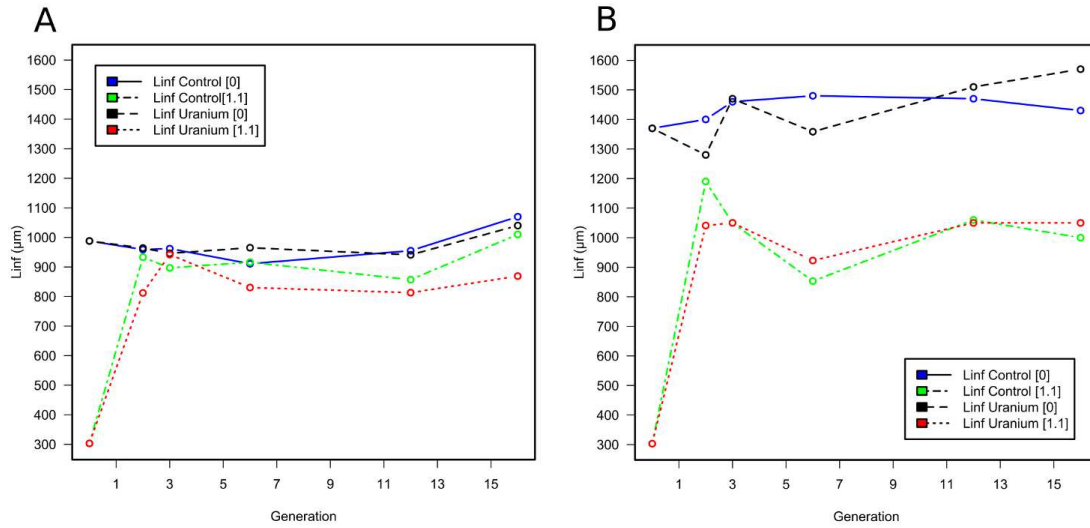 A
1600
1500
1400
1300
1200
1100
1000
900
800
700
600
500
400
300
Linf (µm)
Linf Control [0]
Linf Control[1.1]
Linf Uranium [0]
Linf Uranium [1.1]
1 3 5 7 9 11 13 15
Generation
B
1600
1500
1400
1300
1200
1100
1000
900
800
700
600
500
400
300
Linf (µm)
Linf Control [0]
Linf Control [1.1]
Linf Uranium [0]
Linf Uranium [1.1]
1 3 5 7 9 11 13 15
Generation